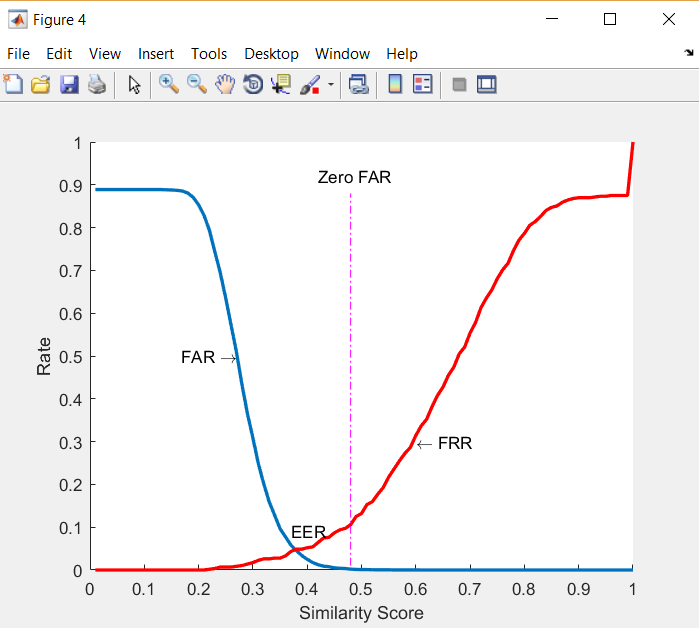 Figure 4
File Edit View Insert Tools Desktop Window Help
Zero FAR
FAR →
← FRR
EER
Rate
1
0.9
0.8
0.7
0.6
0.5
0.4
0.3
0.2
0.1
0
0 0.1 0.2 0.3 0.4 0.5 0.6 0.7 0.8 0.9 1
Similarity Score